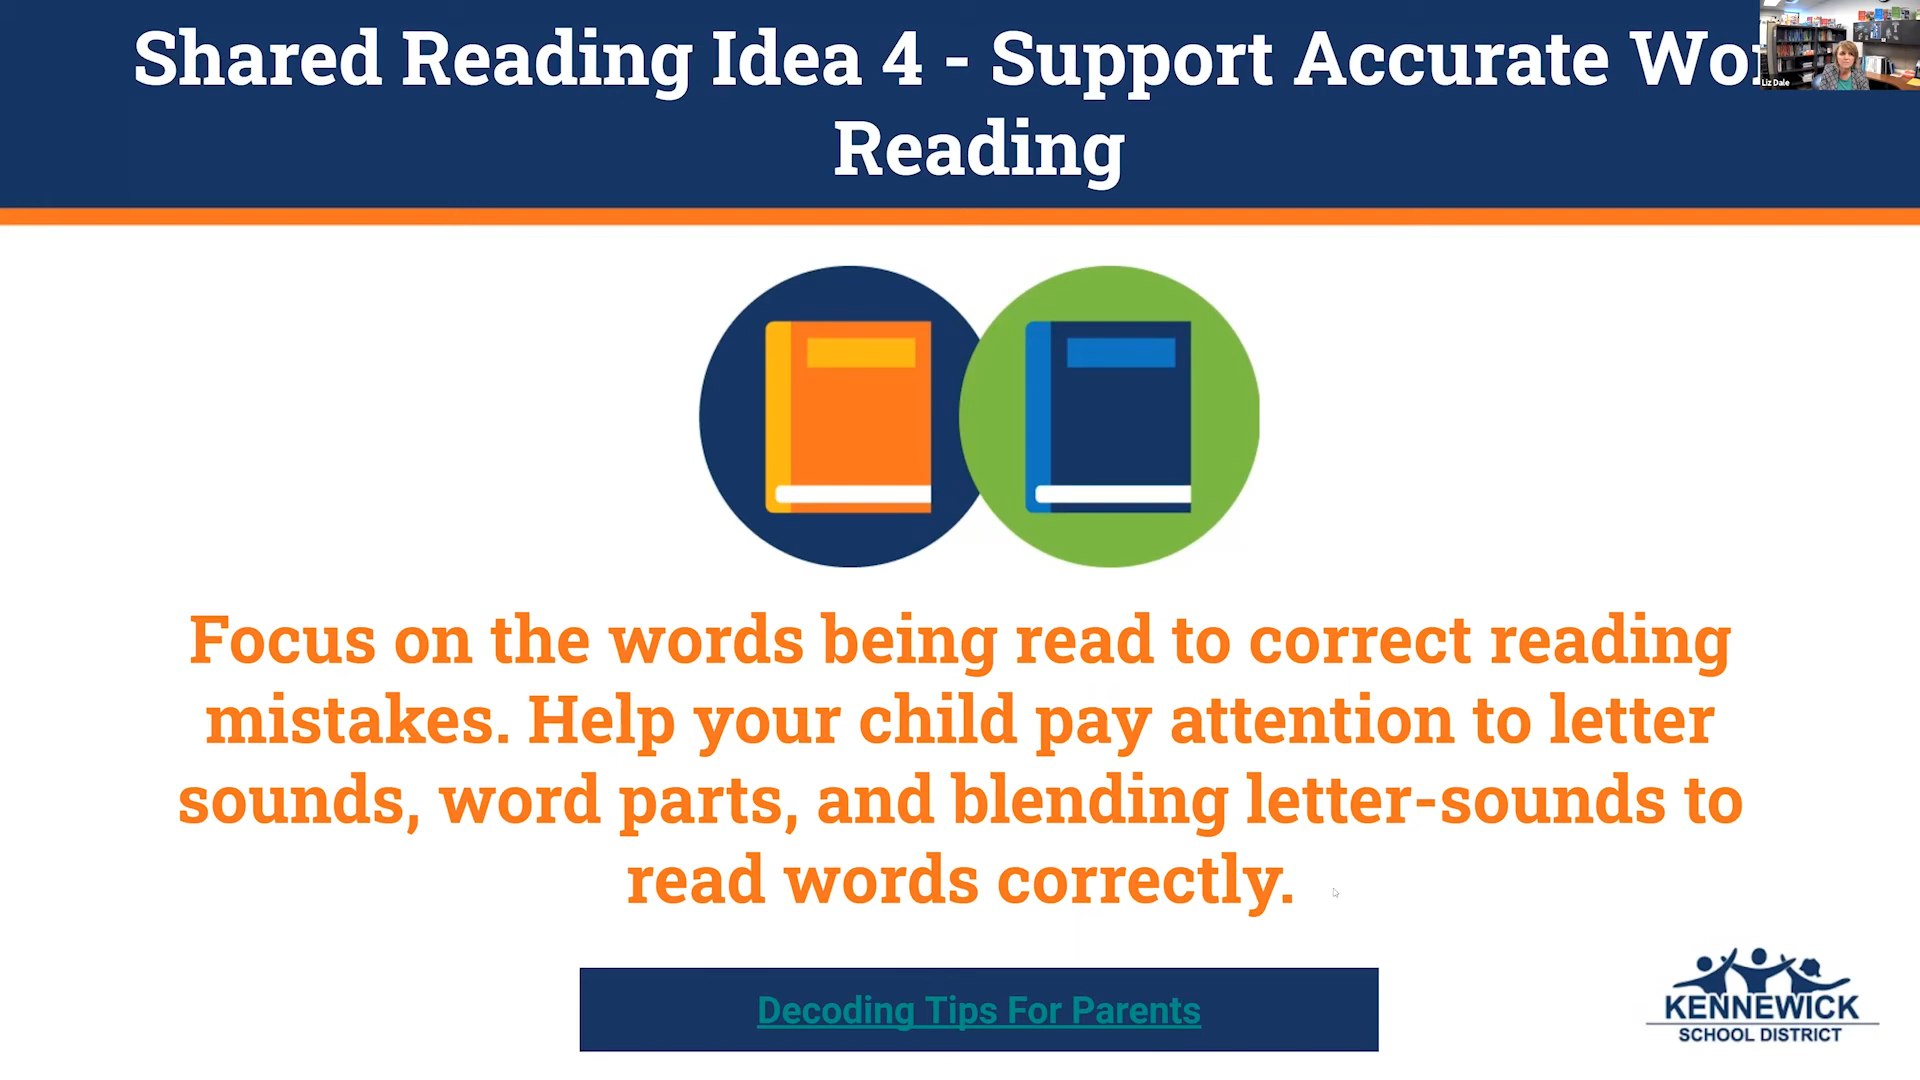 Shared Reading Idea 4 - Support Accurate Wo
Reading
Liz Dale
Focus on the words being read to correct reading
mistakes. Help your child pay attention to letter
sounds, word parts, and blending letter-sounds to
read words correctly.
Decoding Tips For Parents
KENNEWICK
SCHOOL DISTRICT